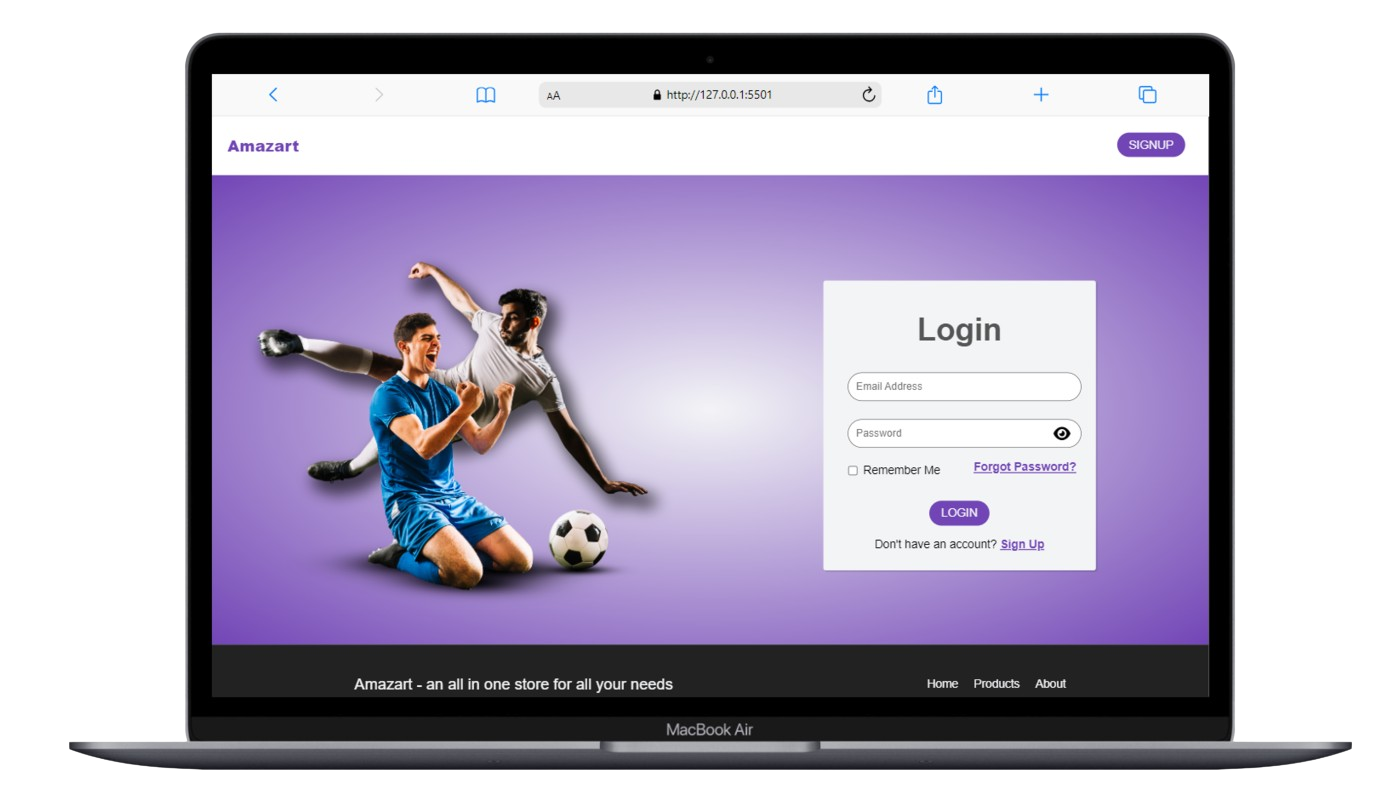 AA
http://127.0.0.1:5501
Amazart
SIGNUP
Login
Email Address
Password
Remember Me
Forgot Password?
LOGIN
Don't have an account? Sign Up
Amazart - an all in one store for all your needs
Home Products About
MacBook Air